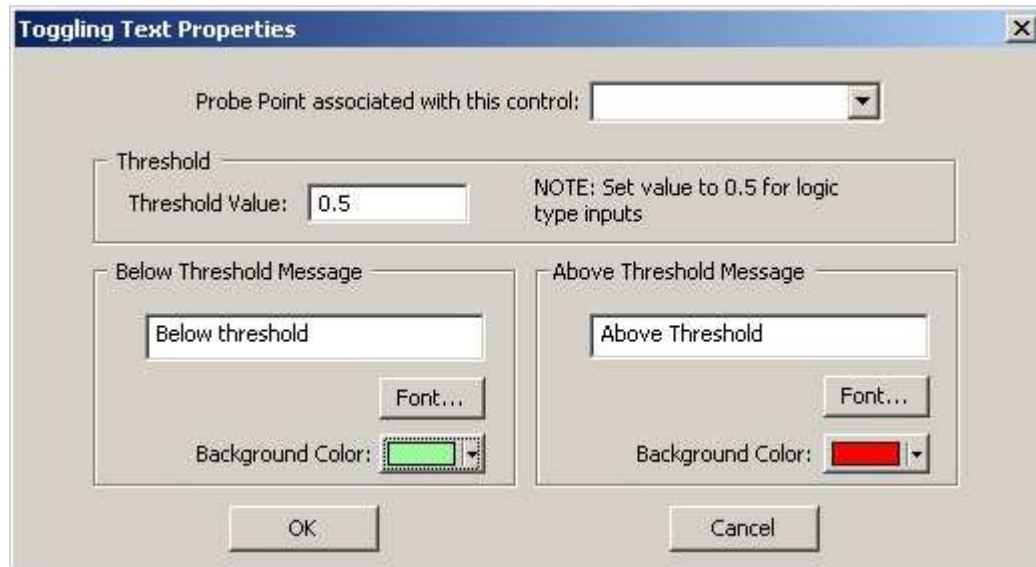 Toggling Text Properties
Probe Point associated with this control:
Threshold
Threshold Value: 0.5
NOTE: Set value to 0.5 for logic
type inputs
Below Threshold Message
Below threshold
Font...
Background Color:
Above Threshold Message
Above Threshold
Font...
Background Color:
OK
Cancel